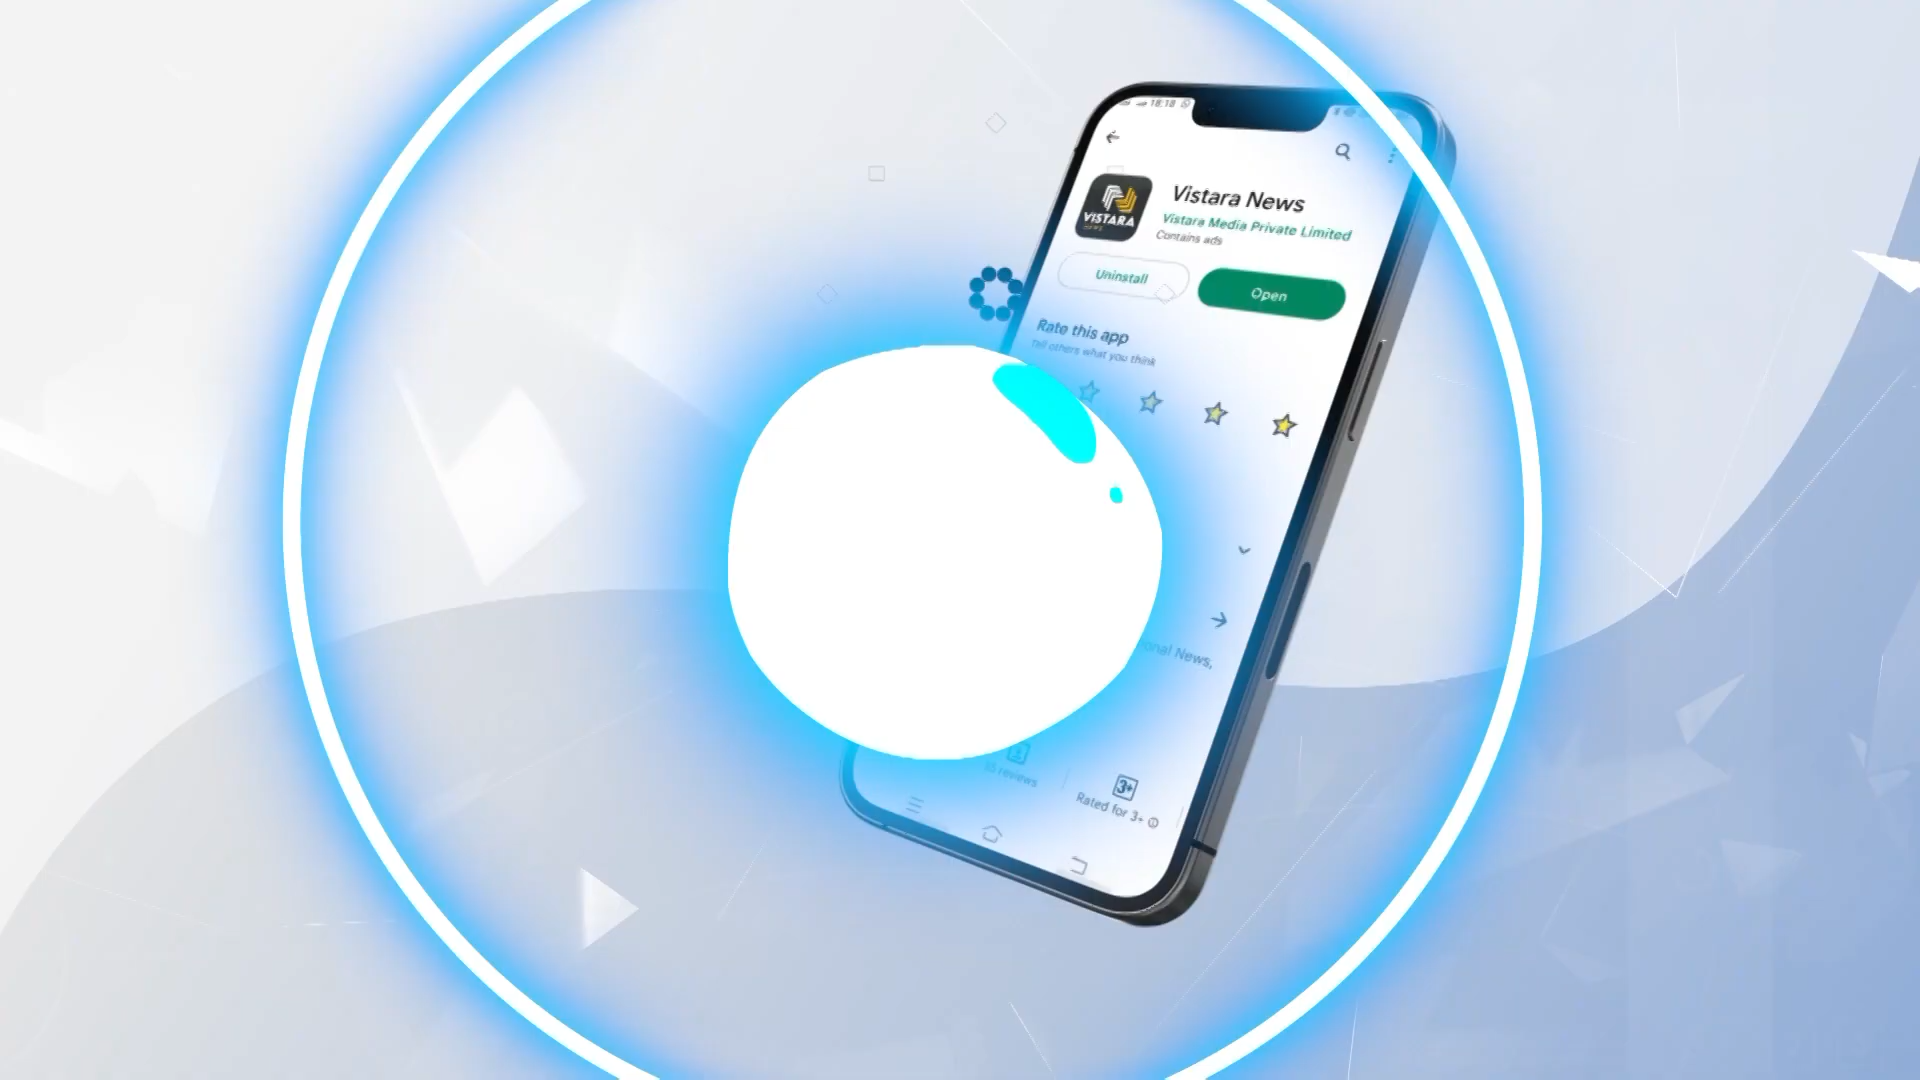 18:18
Vistara News
VISTARA
NEWS
Vistara Media Private Limited
Contains ads
Uninstall
Open
Rate this app
Tell others what you think
News,
reviews
3+
Rated for 3+